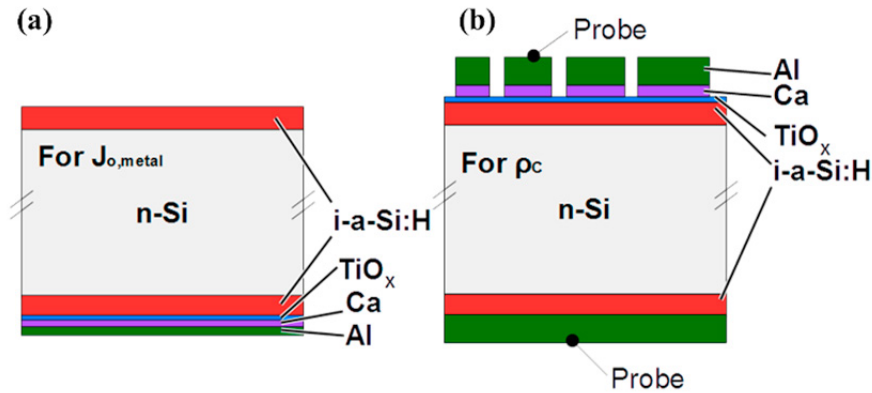 (a)
For Jo,metal
n-Si
i-a-Si:H
TiOx
Ca
Al
(b)
Probe
Al
Ca
TiOx
i-a-Si:H
For ρc
n-Si
Probe